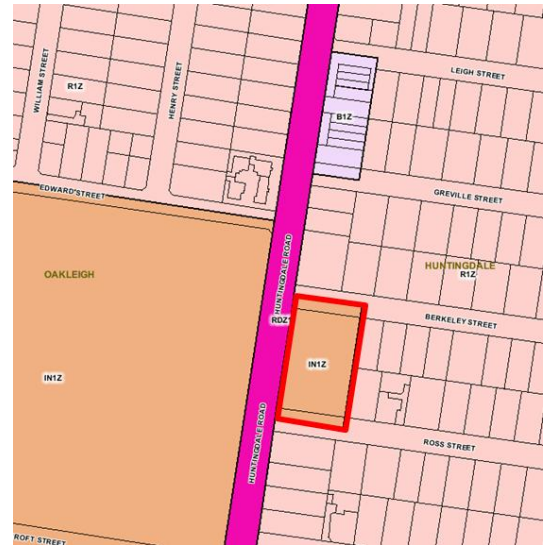 LEIGH STREET
WILLIAM STREET
R1Z
HENRY STREET
B1Z
EDWARD STREET
GREVILLE STREET
HUNTINGDALE ROAD
OAKLEIGH
HUNTINGDALE
R1Z
RDZ1
BERKELEY STREET
IN1Z
IN1Z
HUNTINGDALE ROAD
ROSS STREET
ROFT STREET